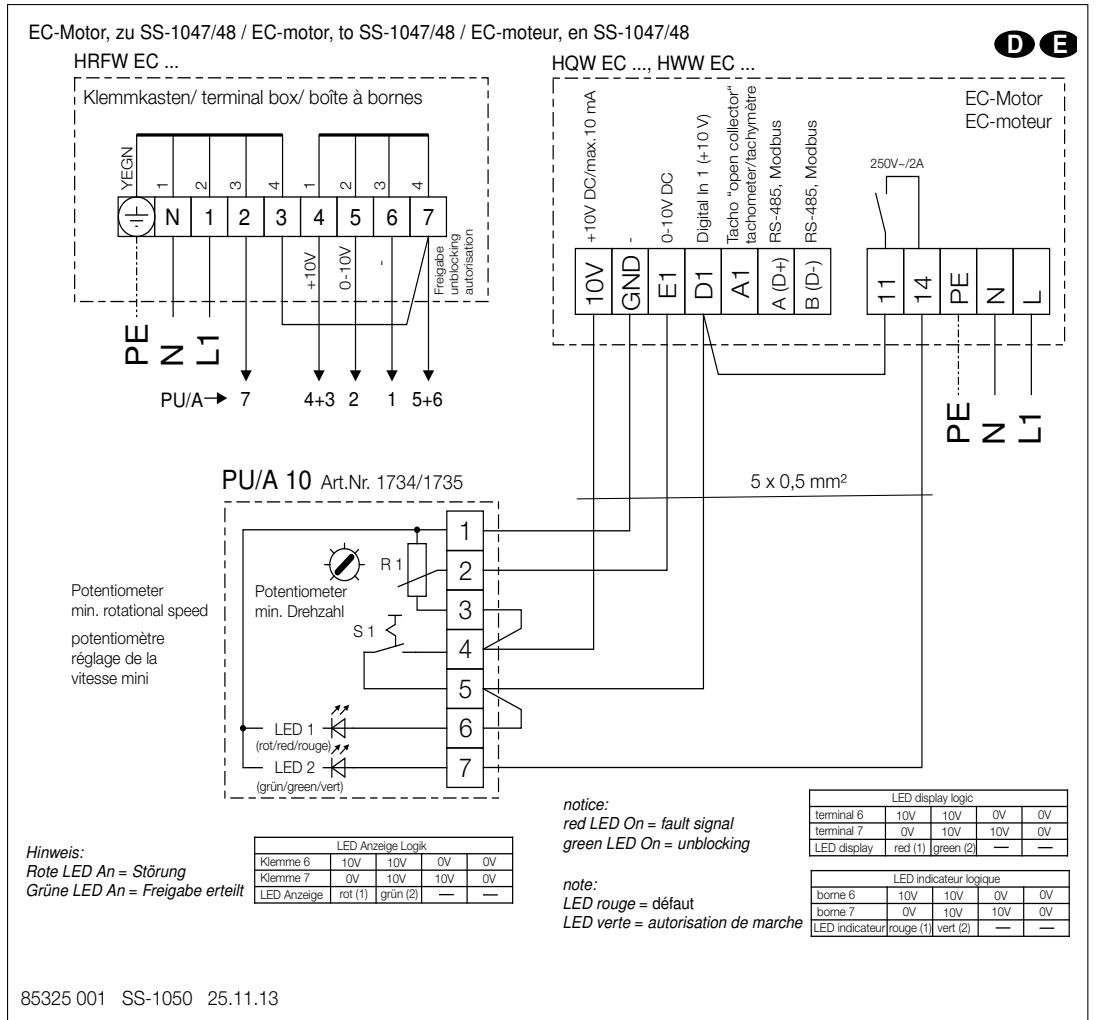 EC-Motor, zu SS-1047/48 / EC-motor, to SS-1047/48 / EC-moteur, en SS-1047/48
D E
HRFW EC ...
Klemmkasten/ terminal box/ boîte à bornes
YEGN 1 2 3 4 1 2 3 4
N 1 2 3 4 5 6 7
+10V 0-10V -
Freigabe
unblocking
autorisation
PE N L1
PU/A 7 4+3 2 1 5+6
HQW EC ..., HWW EC ...
EC-Motor
EC-moteur
+10V DC/max.10 mA
-
0-10V DC
Digital In 1 (+10 V)
Tacho "open collector"
tachometer/tachymètre
RS-485, Modbus
RS-485, Modbus
250V~/2A
10V GND E1 D1 A1 A (D+) B (D-)
11 14 PE N L
PE N L1
5 x 0,5 mm²
PU/A 10 Art.Nr. 1734/1735
1
R 1 2
3
S 1 4
5
6
7
Potentiometer
min. rotational speed
potentiomètre
réglage de la
vitesse mini
Potentiometer
min. Drehzahl
LED 1
(rot/red/rouge)
LED 2
(grün/green/vert)
Hinweis:
Rote LED An = Störung
Grüne LED An = Freigabe erteilt
LED Anzeige Logik
Klemme 6 10V 10V 0V 0V
Klemme 7 0V 10V 10V 0V
LED Anzeige rot (1) grün (2) — —
notice:
red LED On = fault signal
green LED On = unblocking
LED display logic
terminal 6 10V 10V 0V 0V
terminal 7 0V 10V 10V 0V
LED display red (1) green (2) — —
note:
LED rouge = défaut
LED verte = autorisation de marche
LED indicateur logique
borne 6 10V 10V 0V 0V
borne 7 0V 10V 10V 0V
LED indicateur rouge (1) vert (2) — —
85325 001 SS-1050 25.11.13